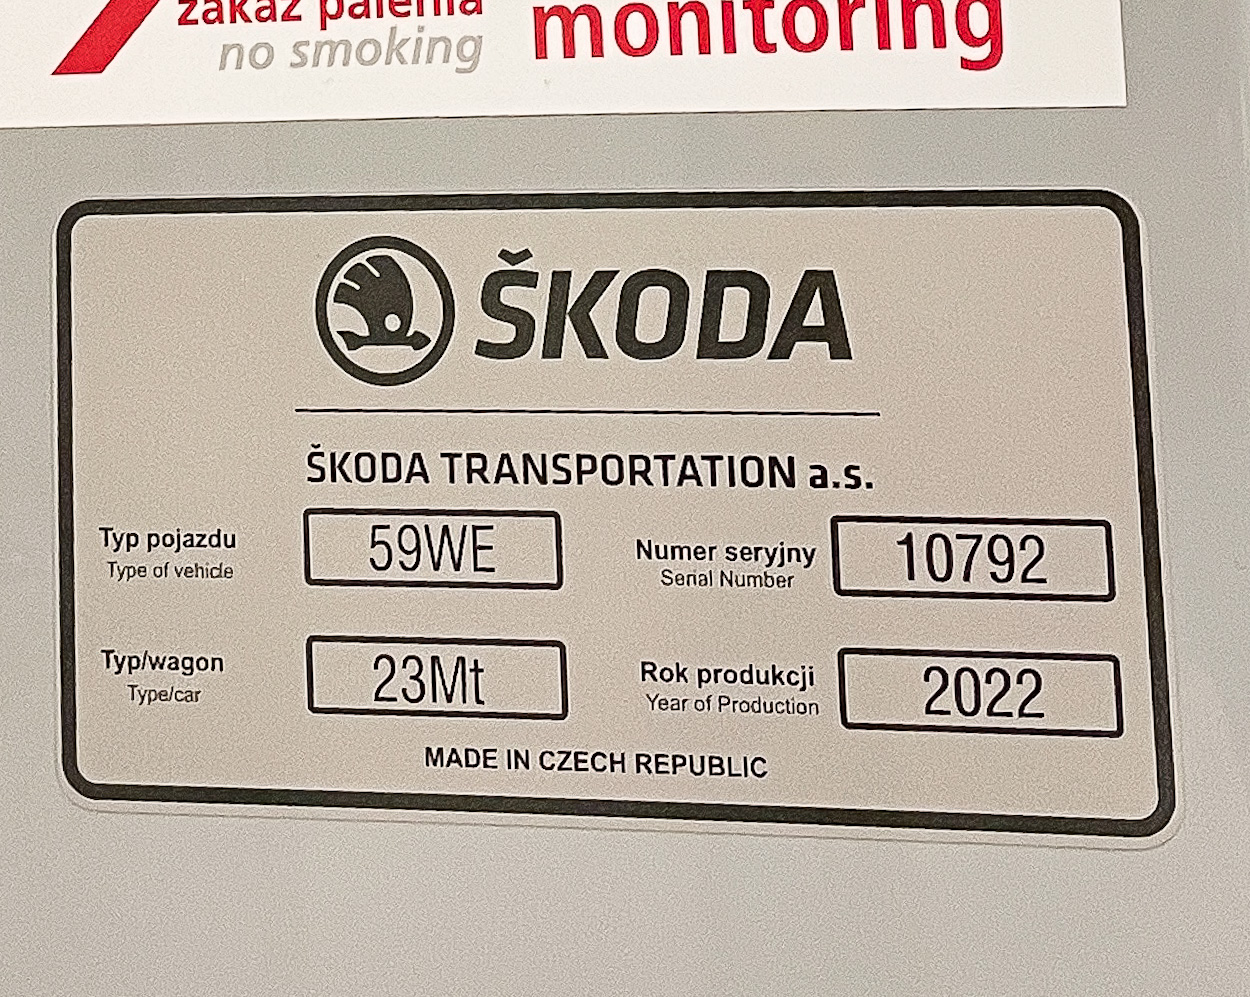 zakaz palenia
no smoking
monitoring
ŠKODA
ŠKODA TRANSPORTATION a.s.
Typ pojazdu
Type of vehicle
59WE
Numer seryjny
Serial Number
10792
Typ/wagon
Type/car
23Mt
Rok produkcji
Year of Production
2022
MADE IN CZECH REPUBLIC